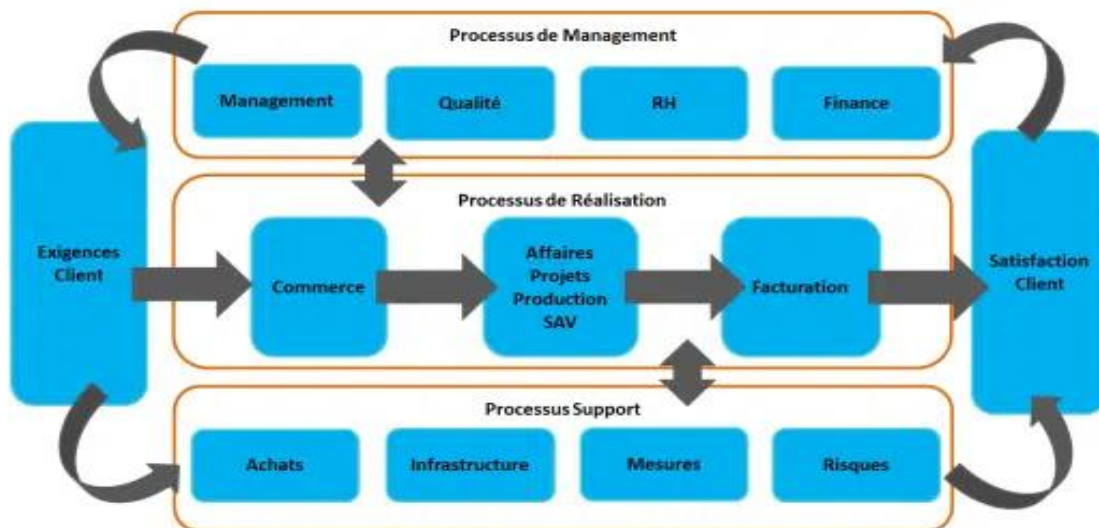 Processus de Management
Management
Qualité
RH
Finance
Exigences
Client
Processus de Réalisation
Commerce
Affaires
Projets
Production
SAV
Facturation
Satisfaction
Client
Processus Support
Achats
Infrastructure
Mesures
Risques